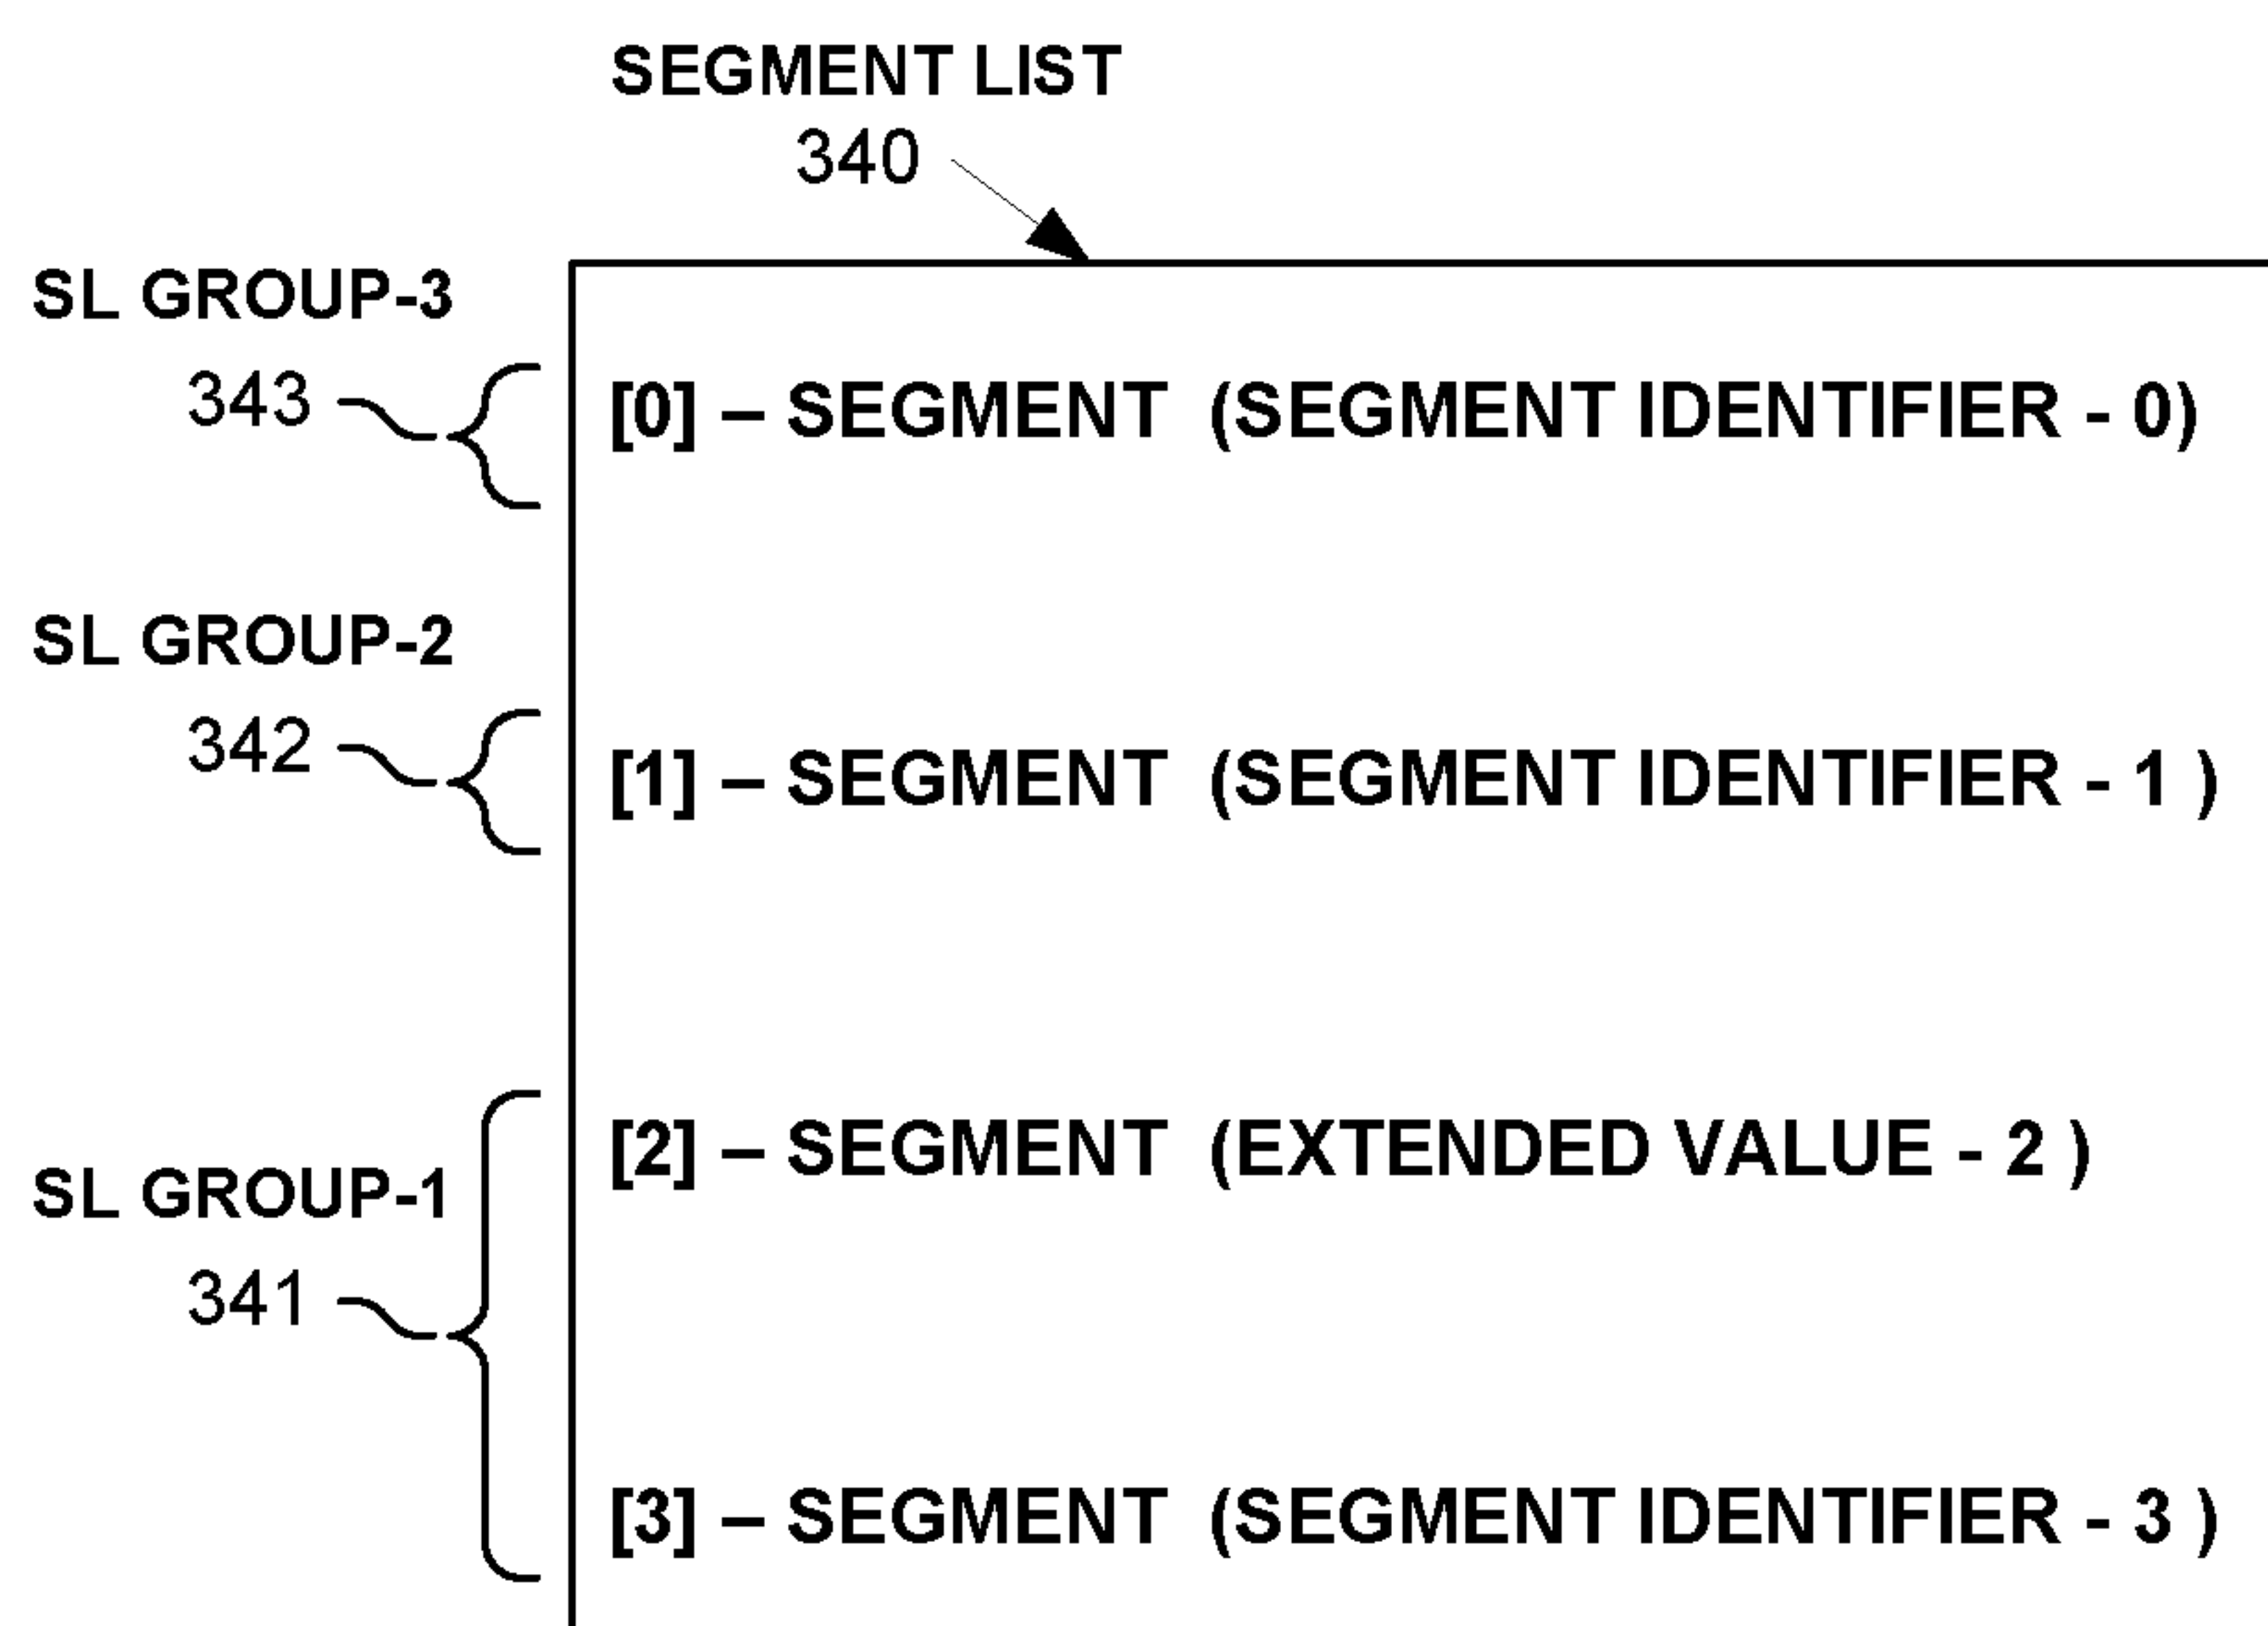 SEGMENT LIST
340
SL GROUP-3
343
[0] – SEGMENT (SEGMENT IDENTIFIER - 0)
SL GROUP-2
342
[1] – SEGMENT (SEGMENT IDENTIFIER - 1 )
[2] – SEGMENT (EXTENDED VALUE - 2 )
SL GROUP-1
341
[3] – SEGMENT (SEGMENT IDENTIFIER - 3 )